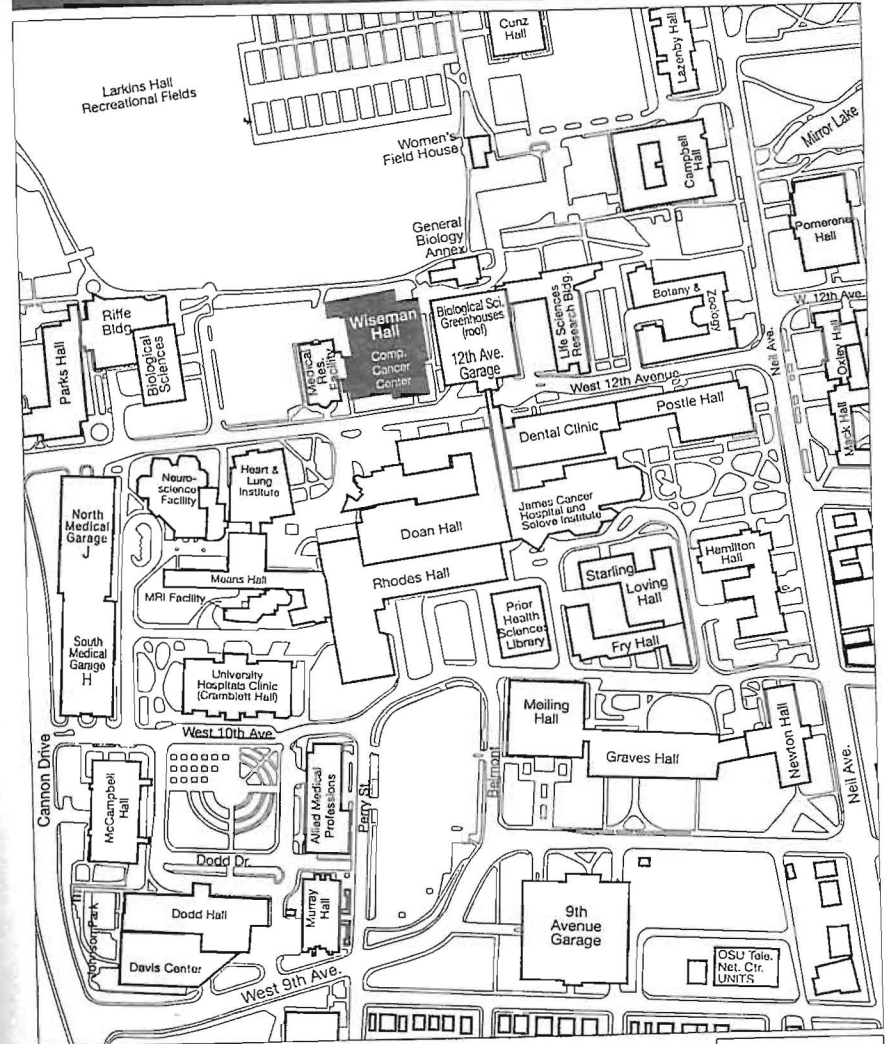 Cunz
Hall
Lazenby Hall
Larkins Hall
Recreational Fields
Mirror Lake
Women's
Field House
Campbell
Hall
Pomerene
Hall
General
Biology
Annex
W. 12th Ave.
Riffe
Bldg.
Biological
Sciences
Parks Hall
Wiseman
Hall
Comp.
Cancer
Center
Medical
Res.
Facility
Biological Sci.
Greenhouses
(roof)
12th Ave.
Garage
Life Sciences
Research Bldg.
Botany &
Zoology
Neil Ave.
Oxley Hall
Mack Hall
West 12th Avenue
Dental Clinic
Postle Hall
Neuro-
science
Facility
Heart &
Lung
Institute
North
Medical
Garage
J
Doan Hall
James Cancer
Hospital and
Solove Institute
Rhodes Hall
Means Hall
MRI Facility
Starling
Loving
Hall
Hamilton
Hall
Prior
Health
Sciences
Library
Fry Hall
South
Medical
Garage
H
University
Hospitals Clinic
(Cramblett Hall)
West 10th Ave.
Meiling
Hall
Graves Hall
Newton Hall
Neil Ave.
Belmont
Cannon Drive
McCampbell
Hall
Allied Medical
Professions
Perry St.
Dodd Dr.
Johnson Park
Dodd Hall
Davis Center
Murray
Hall
West 9th Ave.
9th
Avenue
Garage
OSU Tele.
Net. Ctr.
UNITS